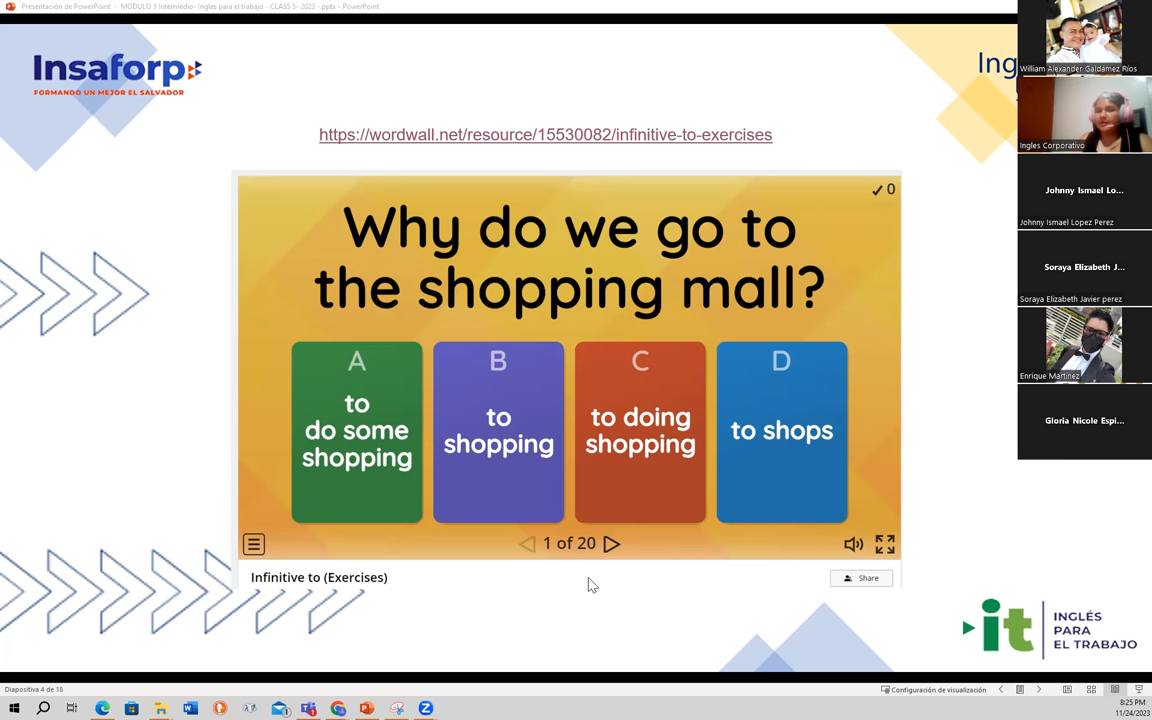 Presentación de PowerPoint - MODULO 3 Intermedio- Ingles para el trabajo - CLASS 5- 2023 -.pptx - PowerPoint
Insaforp
FORMANDO UN MEJOR EL SALVADOR
Ing
https://wordwall.net/resource/15530082/infinitive-to-exercises
0
Why do we go to
the shopping mall?
A
to
do some
shopping
B
to
shopping
C
to doing
shopping
D
to shops
1 of 20
Infinitive to (Exercises)
Share
it
INGLÉS
PARA
EL TRABAJO
William Alexander Galdámez Ríos
Ingles Corporativo
Johnny Ismael Lo...
Johnny Ismael Lopez Perez
Soraya Elizabeth J...
Soraya Elizabeth Javier perez
Enrique Martinez
Gloria Nicole Espi...
Diapositiva 4 de 18
Configuración de visualización
8:25 PM
11/24/2023